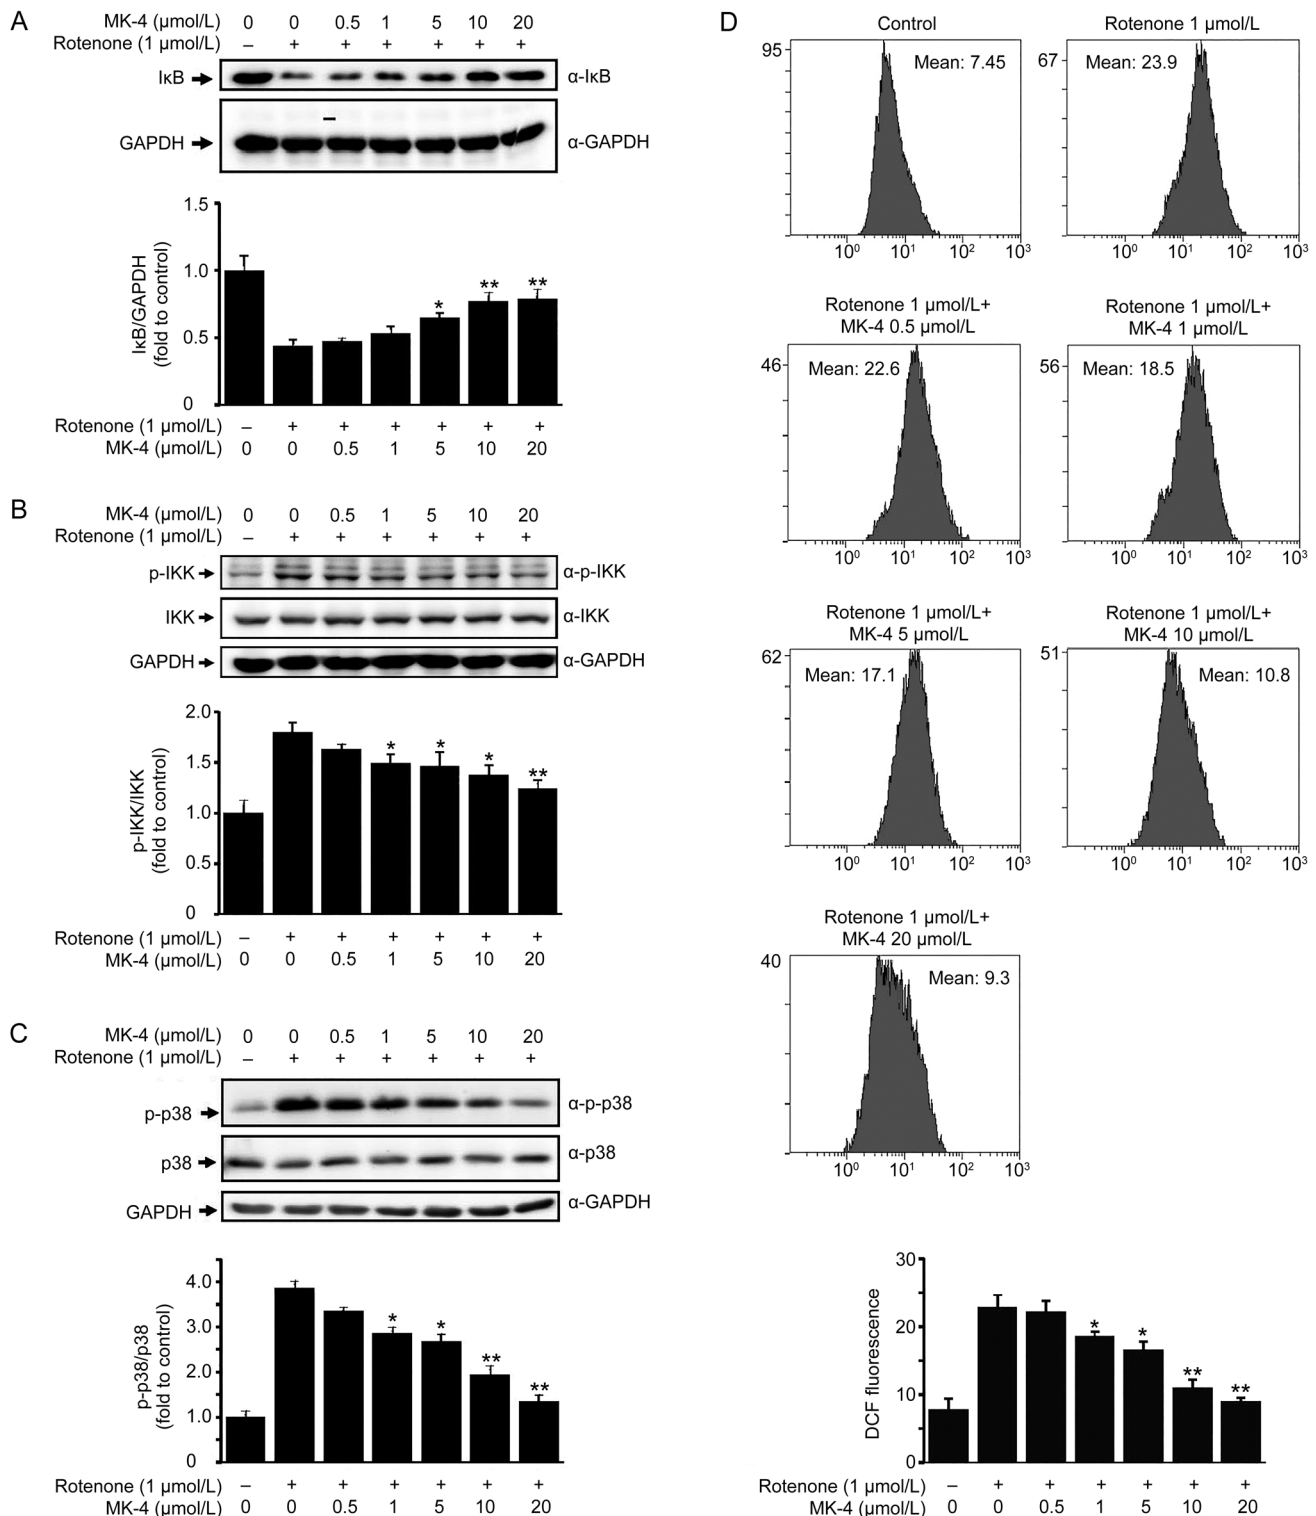 A
MK-4 (µmol/L) 0 0 0.5 1 5 10 20
Rotenone (1 µmol/L) – + + + + + +
IκB α-IκB
GAPDH α-GAPDH
IκB/GAPDH
(fold to control)
1.5
1.0
0.5
0
* ** **
Rotenone (1 µmol/L) – + + + + + +
MK-4 (µmol/L) 0 0 0.5 1 5 10 20
B
MK-4 (µmol/L) 0 0 0.5 1 5 10 20
Rotenone (1 µmol/L) – + + + + + +
p-IKK α-p-IKK
IKK α-IKK
GAPDH α-GAPDH
p-IKK/IKK
(fold to control)
2.0
1.5
1.0
0.5
0
* * * **
Rotenone (1 µmol/L) – + + + + + +
MK-4 (µmol/L) 0 0 0.5 1 5 10 20
C
MK-4 (µmol/L) 0 0 0.5 1 5 10 20
Rotenone (1 µmol/L) – + + + + + +
p-p38 α-p-p38
p38 α-p38
GAPDH α-GAPDH
p-p38/p38
(fold to control)
4.0
3.0
2.0
1.0
0
* * ** **
Rotenone (1 µmol/L) – + + + + + +
MK-4 (µmol/L) 0 0 0.5 1 5 10 20
D
Control
95
Mean: 7.45
10⁰ 10¹ 10² 10³
Rotenone 1 µmol/L
67
Mean: 23.9
10⁰ 10¹ 10² 10³
Rotenone 1 µmol/L+
MK-4 0.5 µmol/L
46
Mean: 22.6
10⁰ 10¹ 10² 10³
Rotenone 1 µmol/L+
MK-4 1 µmol/L
56
Mean: 18.5
10⁰ 10¹ 10² 10³
Rotenone 1 µmol/L+
MK-4 5 µmol/L
62
Mean: 17.1
10⁰ 10¹ 10² 10³
Rotenone 1 µmol/L+
MK-4 10 µmol/L
51
Mean: 10.8
10⁰ 10¹ 10² 10³
Rotenone 1 µmol/L+
MK-4 20 µmol/L
40
Mean: 9.3
10⁰ 10¹ 10² 10³
DCF fluorescence
30
20
10
0
* * ** **
Rotenone (1 µmol/L) – + + + + + +
MK-4 (µmol/L) 0 0 0.5 1 5 10 20